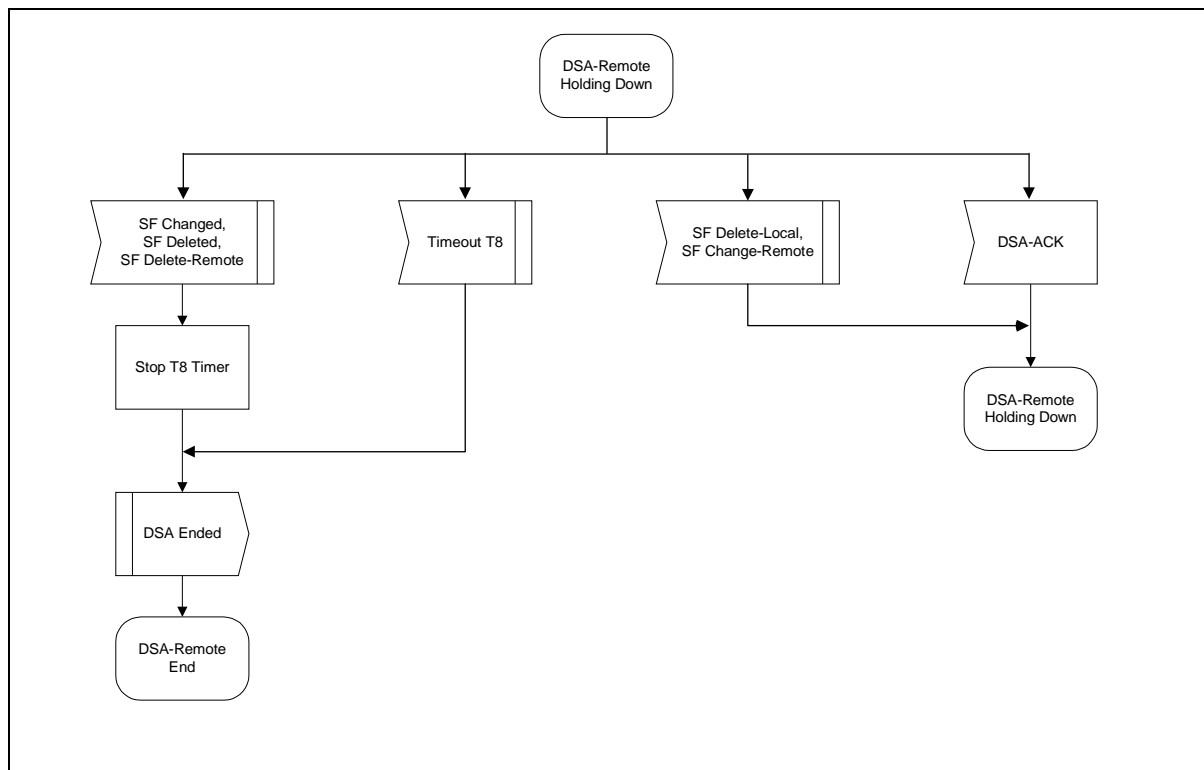 DSA-Remote
Holding Down
SF Changed,
SF Deleted,
SF Delete-Remote
Timeout T8
SF Delete-Local,
SF Change-Remote
DSA-ACK
Stop T8 Timer
DSA-Remote
Holding Down
DSA Ended
DSA-Remote
End